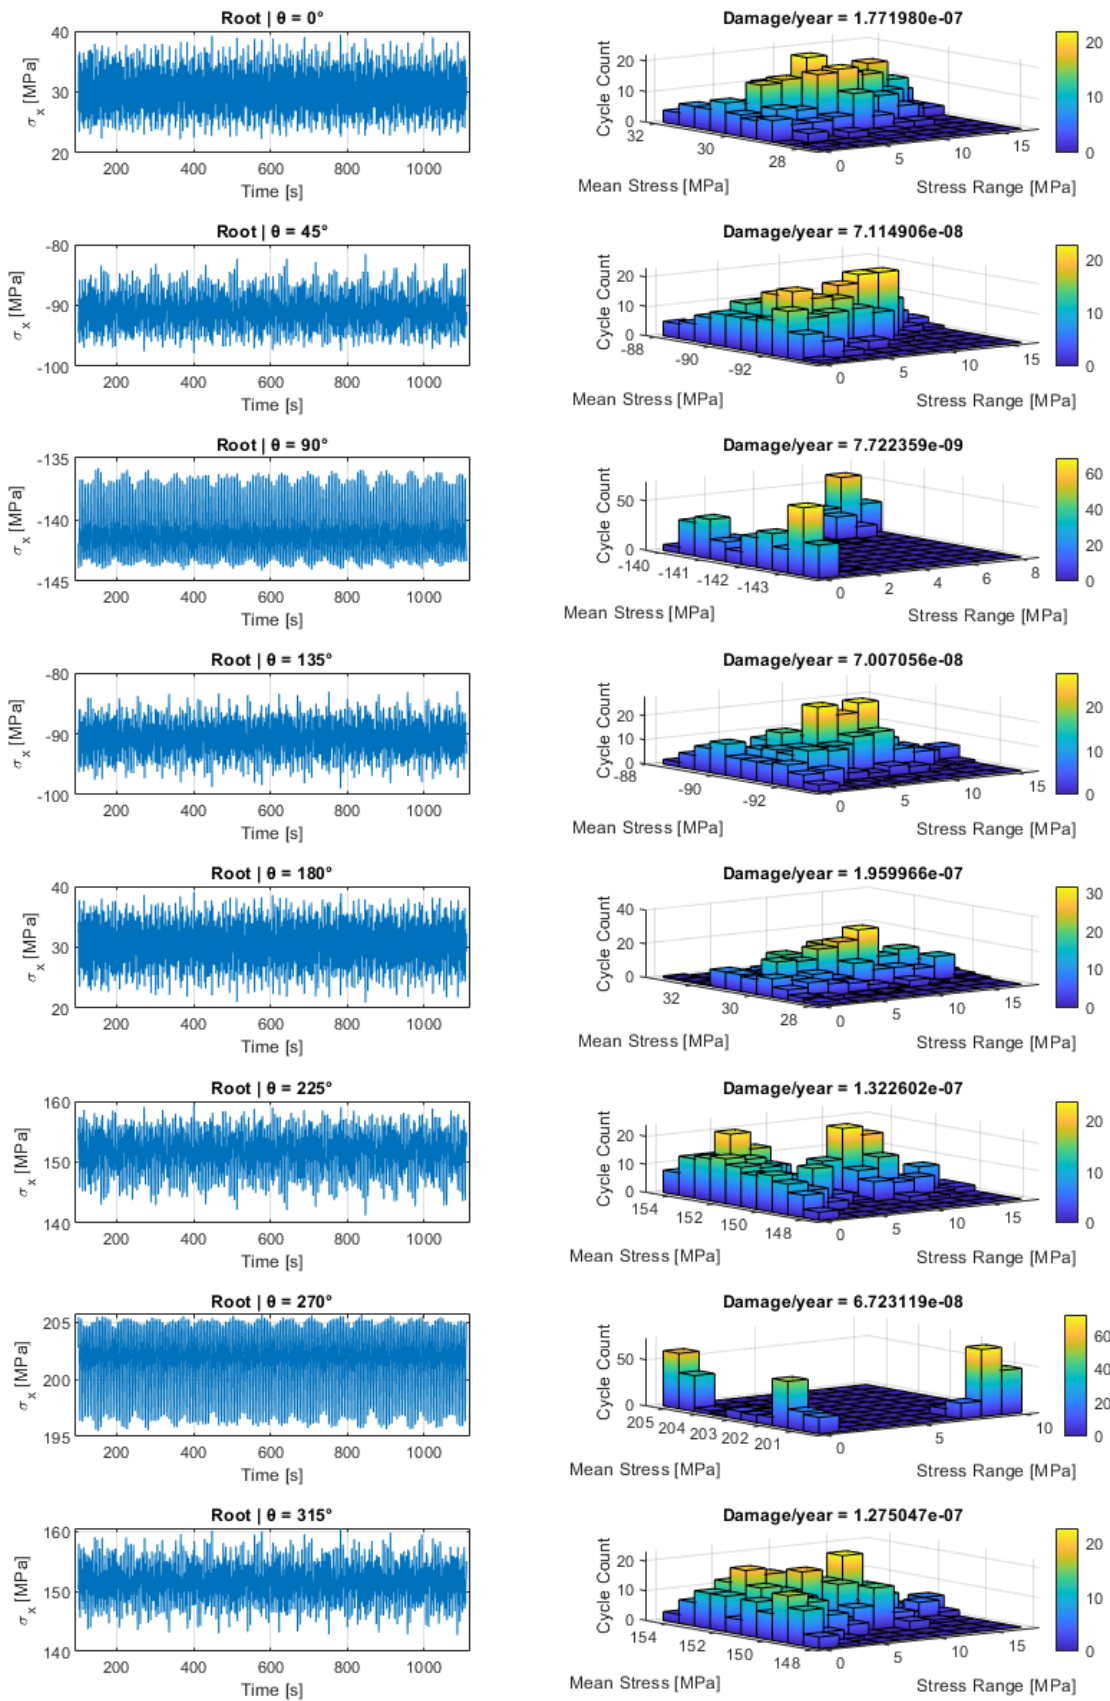 Root | θ = 0°
Damage/year = 1.771980e-07
σx [MPa]
40
30
20
200 400 600 800 1000
Time [s]
Cycle Count
20
10
0
32 30 28
0 5 10 15
Mean Stress [MPa]
Stress Range [MPa]
20
10
0
Root | θ = 45°
Damage/year = 7.114906e-08
σx [MPa]
-80
-90
-100
200 400 600 800 1000
Time [s]
Cycle Count
20
10
0
-88 -90 -92
0 5 10 15
Mean Stress [MPa]
Stress Range [MPa]
20
10
0
Root | θ = 90°
Damage/year = 7.722359e-09
σx [MPa]
-135
-140
-145
200 400 600 800 1000
Time [s]
Cycle Count
50
0
-140 -141 -142 -143
0 2 4 6 8
Mean Stress [MPa]
Stress Range [MPa]
60
40
20
0
Root | θ = 135°
Damage/year = 7.007056e-08
σx [MPa]
-80
-90
-100
200 400 600 800 1000
Time [s]
Cycle Count
20
10
0
-88 -90 -92
0 5 10 15
Mean Stress [MPa]
Stress Range [MPa]
20
10
0
Root | θ = 180°
Damage/year = 1.959966e-07
σx [MPa]
40
30
20
200 400 600 800 1000
Time [s]
Cycle Count
40
20
0
32 30 28
0 5 10 15
Mean Stress [MPa]
Stress Range [MPa]
30
20
10
0
Root | θ = 225°
Damage/year = 1.322602e-07
σx [MPa]
160
150
140
200 400 600 800 1000
Time [s]
Cycle Count
20
10
0
154 152 150 148
0 5 10 15
Mean Stress [MPa]
Stress Range [MPa]
20
10
0
Root | θ = 270°
Damage/year = 6.723119e-08
σx [MPa]
205
200
195
200 400 600 800 1000
Time [s]
Cycle Count
50
0
205 204 203 202 201
0 5 10
Mean Stress [MPa]
Stress Range [MPa]
60
40
20
0
Root | θ = 315°
Damage/year = 1.275047e-07
σx [MPa]
160
150
140
200 400 600 800 1000
Time [s]
Cycle Count
20
10
0
154 152 150 148
0 5 10 15
Mean Stress [MPa]
Stress Range [MPa]
20
10
0